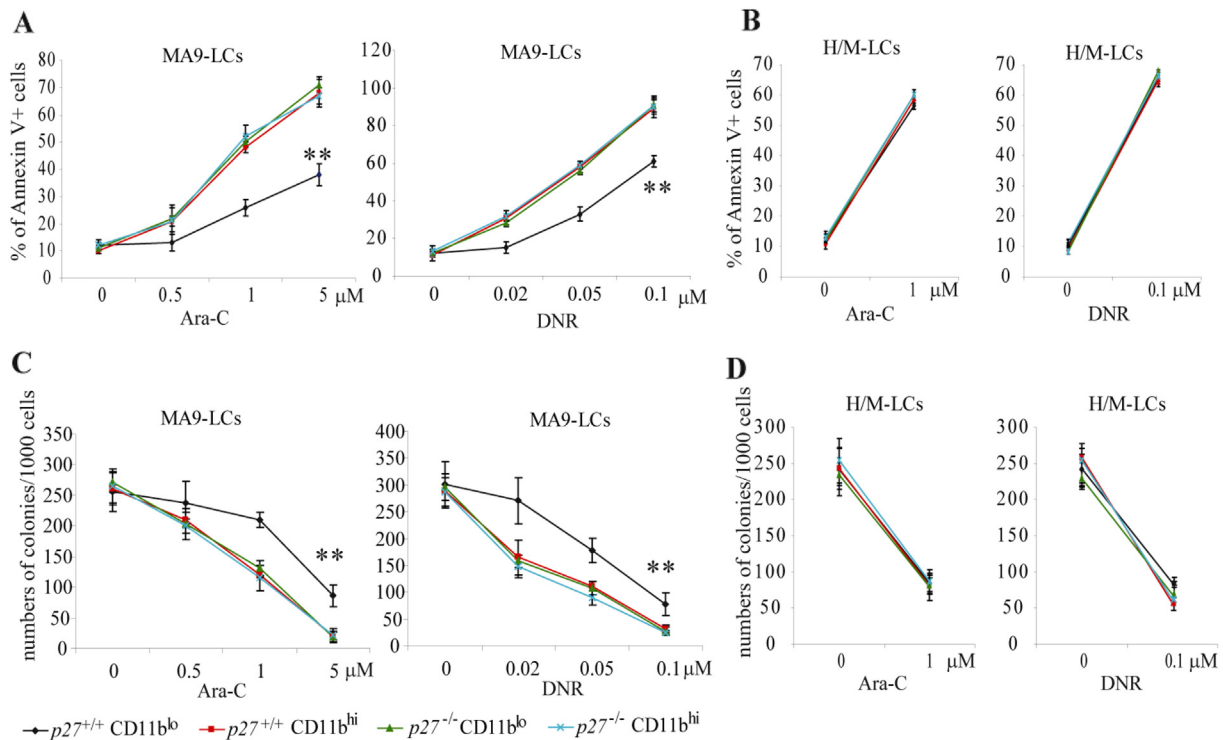 A
MA9-LCs
% of Annexin V+ cells
80
70
60
50
40
30
20
10
0
**
0 0.5 1 5 μM
Ara-C
MA9-LCs
120
100
80
60
40
20
0
**
0 0.02 0.05 0.1 μM
DNR
B
H/M-LCs
% of Annexin V+ cells
70
60
50
40
30
20
10
0
0 1 μM
Ara-C
H/M-LCs
70
60
50
40
30
20
10
0
0 0.1 μM
DNR
C
MA9-LCs
numbers of colonies/1000 cells
350
300
250
200
150
100
50
0
**
0 0.5 1 5 μM
Ara-C
MA9-LCs
400
350
300
250
200
150
100
50
0
**
0 0.02 0.05 0.1 μM
DNR
D
H/M-LCs
numbers of colonies/1000 cells
300
250
200
150
100
50
0
0 1 μM
Ara-C
H/M-LCs
300
250
200
150
100
50
0
0 0.1 μM
DNR
p27+/+ CD11blo p27+/+ CD11bhi p27-/- CD11blo p27-/- CD11bhi